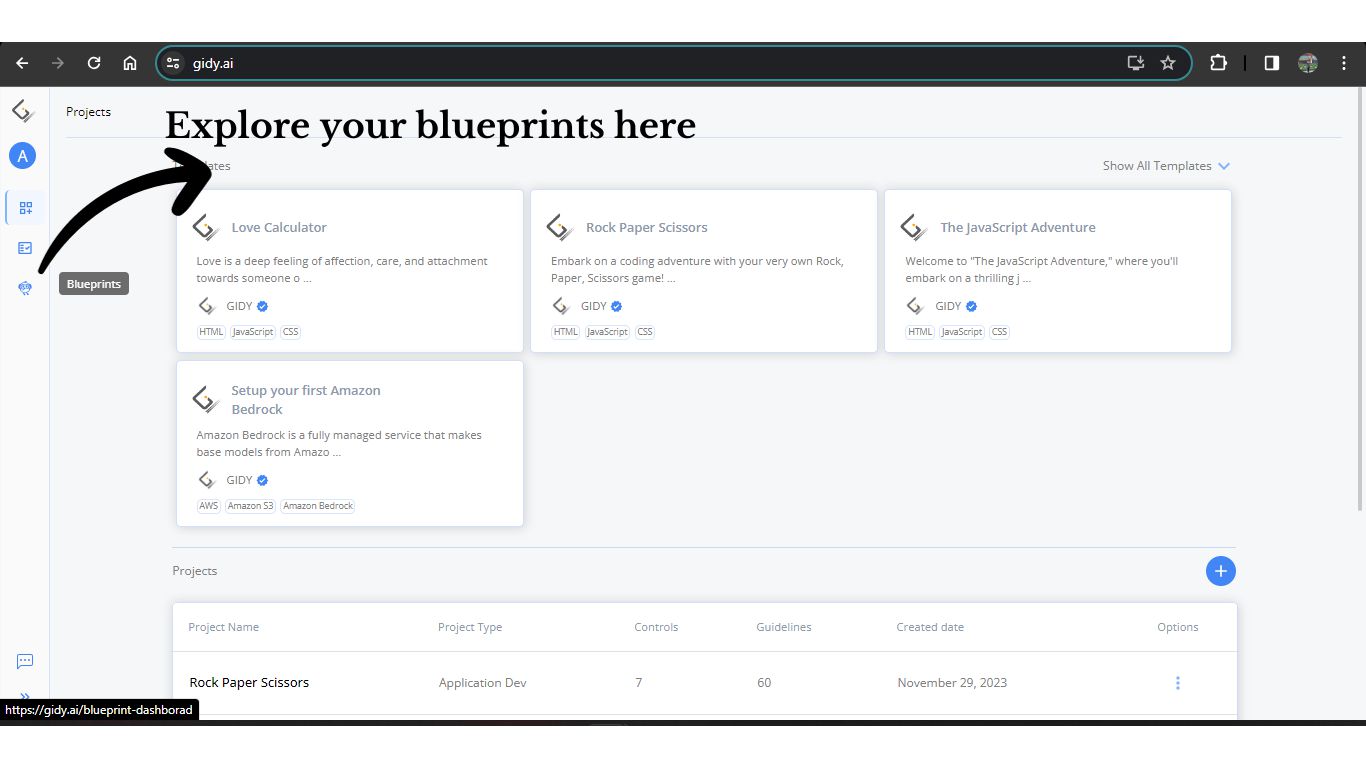 gidy.ai
Projects
Explore your blueprints here
A
Show All Templates
Blueprints
Love Calculator
Love is a deep feeling of affection, care, and attachment
towards someone o ...
GIDY
HTML JavaScript CSS
Rock Paper Scissors
Embark on a coding adventure with your very own Rock,
Paper, Scissors game! ...
GIDY
HTML JavaScript CSS
The JavaScript Adventure
Welcome to "The JavaScript Adventure," where you'll
embark on a thrilling j ...
GIDY
HTML JavaScript CSS
Setup your first Amazon
Bedrock
Amazon Bedrock is a fully managed service that makes
base models from Amazo ...
GIDY
AWS Amazon S3 Amazon Bedrock
Projects
Project Name Project Type Controls Guidelines Created date Options
Rock Paper Scissors Application Dev 7 60 November 29, 2023
https://gidy.ai/blueprint-dashborad